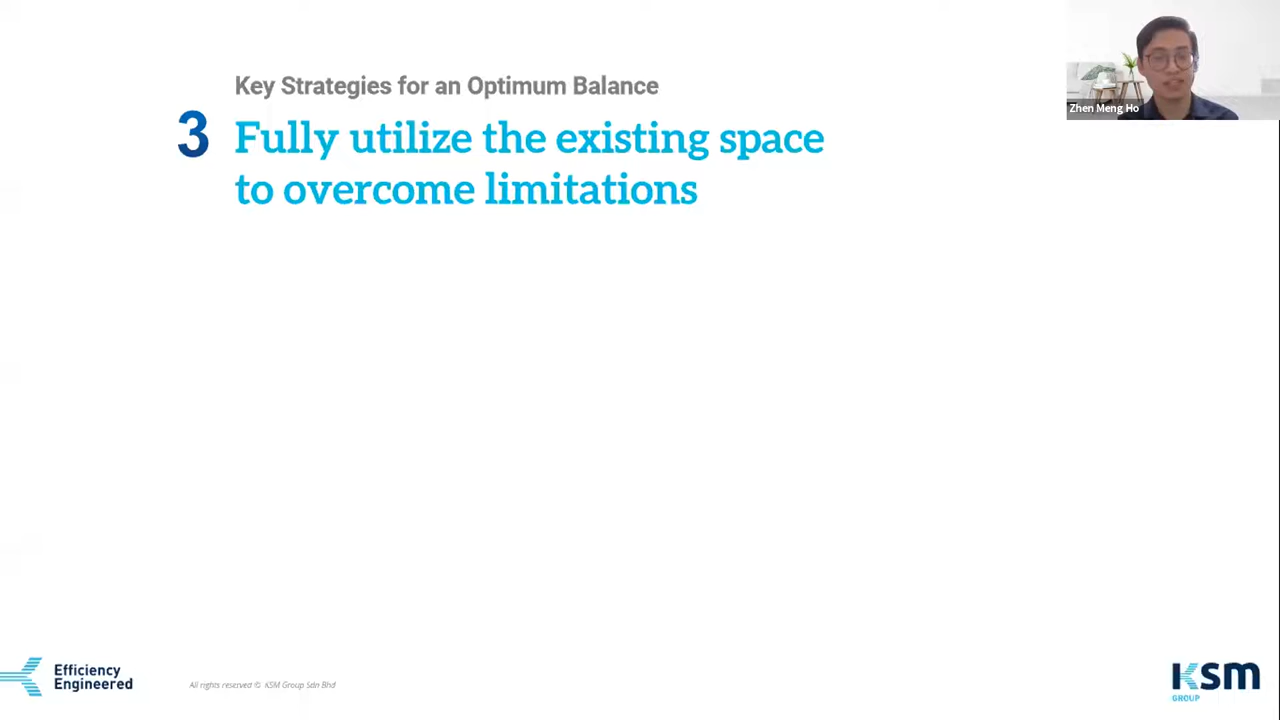 Key Strategies for an Optimum Balance
3 Fully utilize the existing space
to overcome limitations
Zhen Meng Ho
Efficiency
Engineered
All rights reserved © KSM Group Sdn Bhd
KSM
GROUP